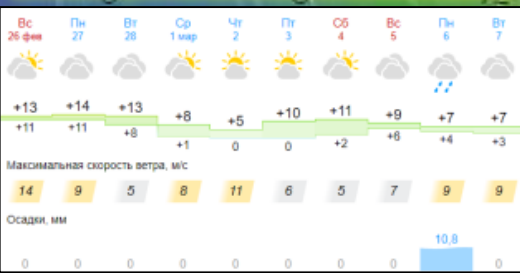 Вс Пн Вт Ср Чт Пт Сб Вс Пн Вт
26 фев 27 28 1 мар 2 3 4 5 6 7
+13 +14 +13 +8 +5 +10 +11 +9 +7 +7
+11 +11 +8 +1 0 0 +2 +6 +4 +3
Максимальная скорость ветра, м/с
14 9 5 8 11 6 5 7 9 9
Осадки, мм
10,8
0 0 0 0 0 0 0 0 0